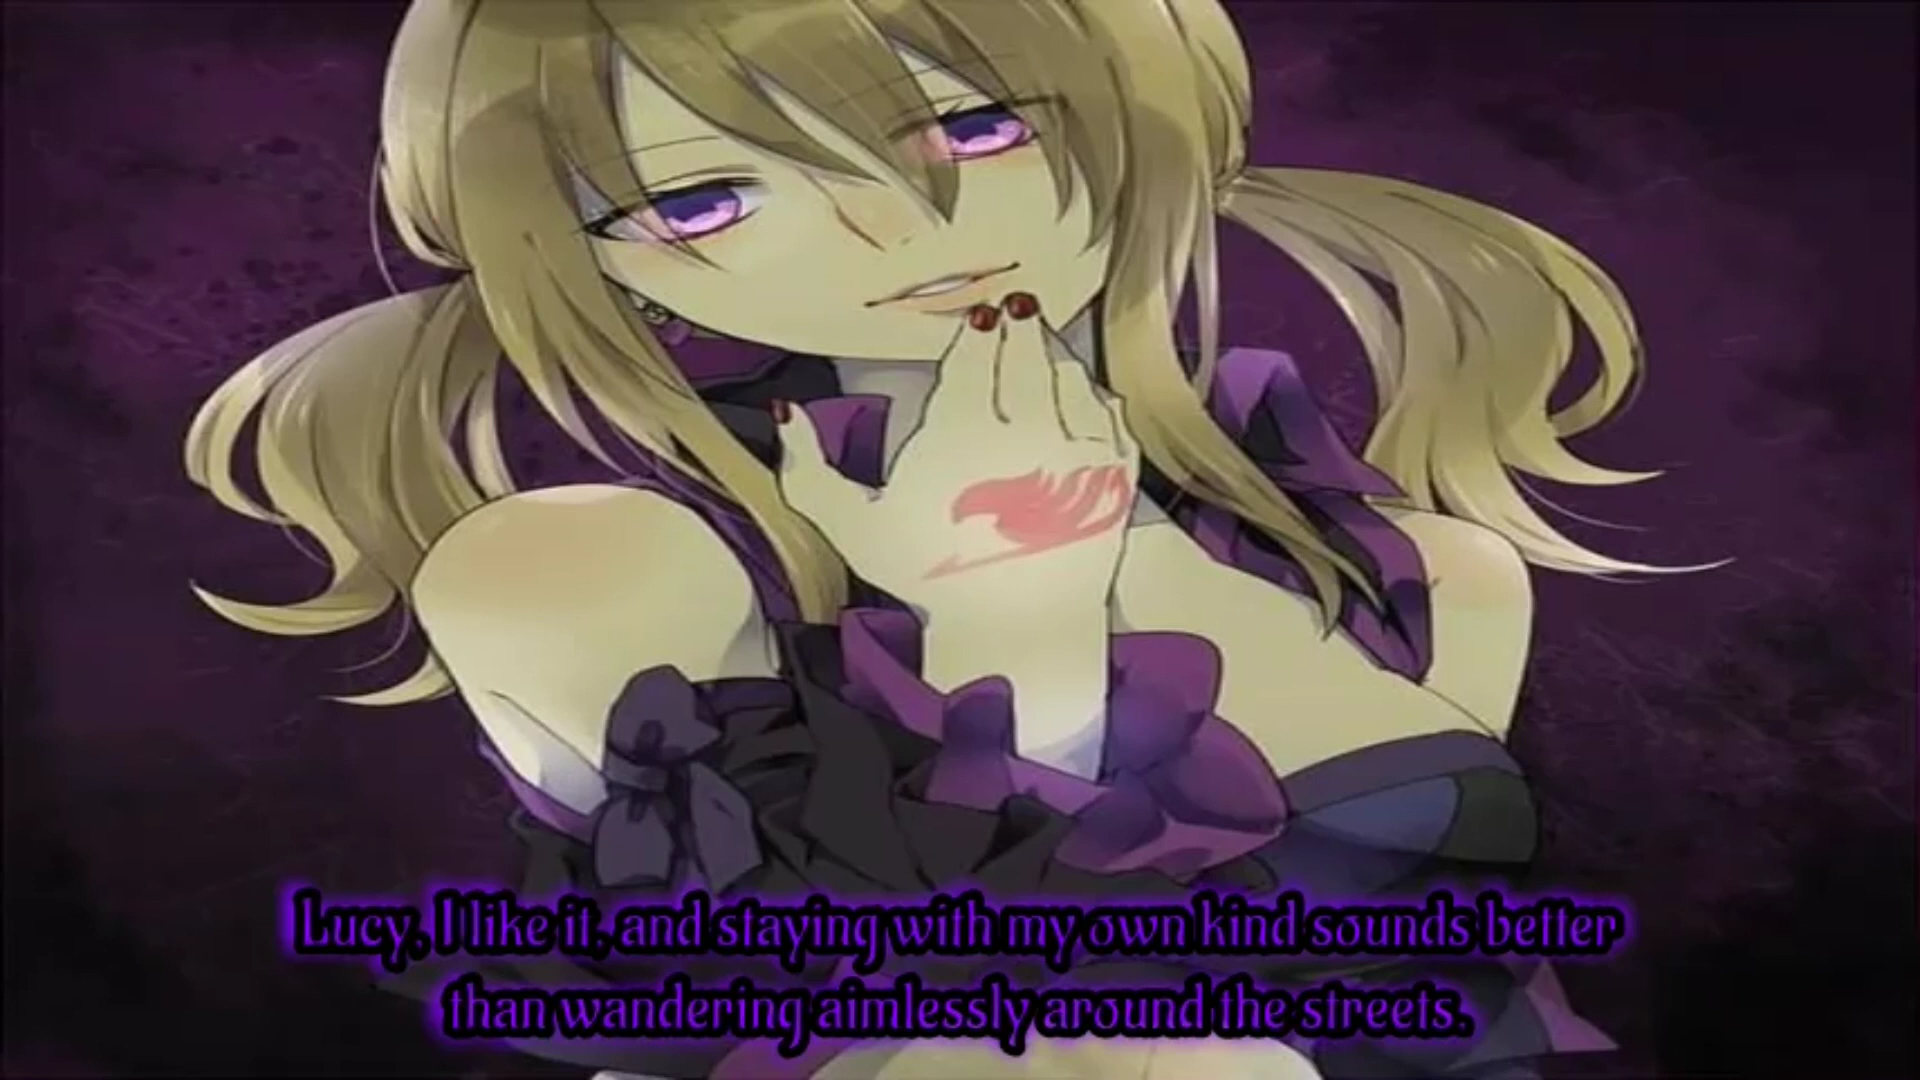 Lucy, I like it, and staying with my own kind sounds better
than wandering aimlessly around the streets.